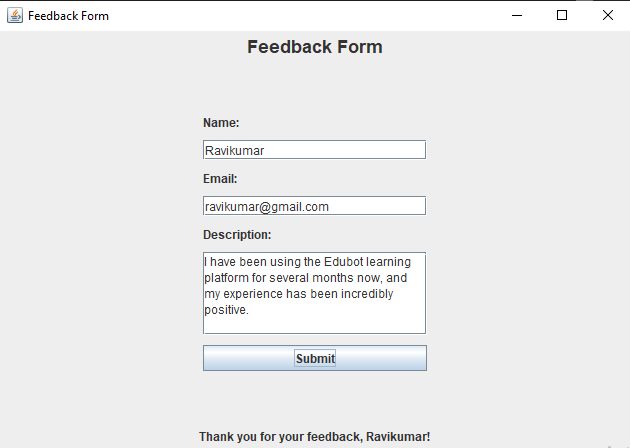 Feedback Form
Feedback Form
Name:
Ravikumar
Email:
ravikumar@gmail.com
Description:
I have been using the Edubot learning
platform for several months now, and
my experience has been incredibly
positive.
Submit
Thank you for your feedback, Ravikumar!